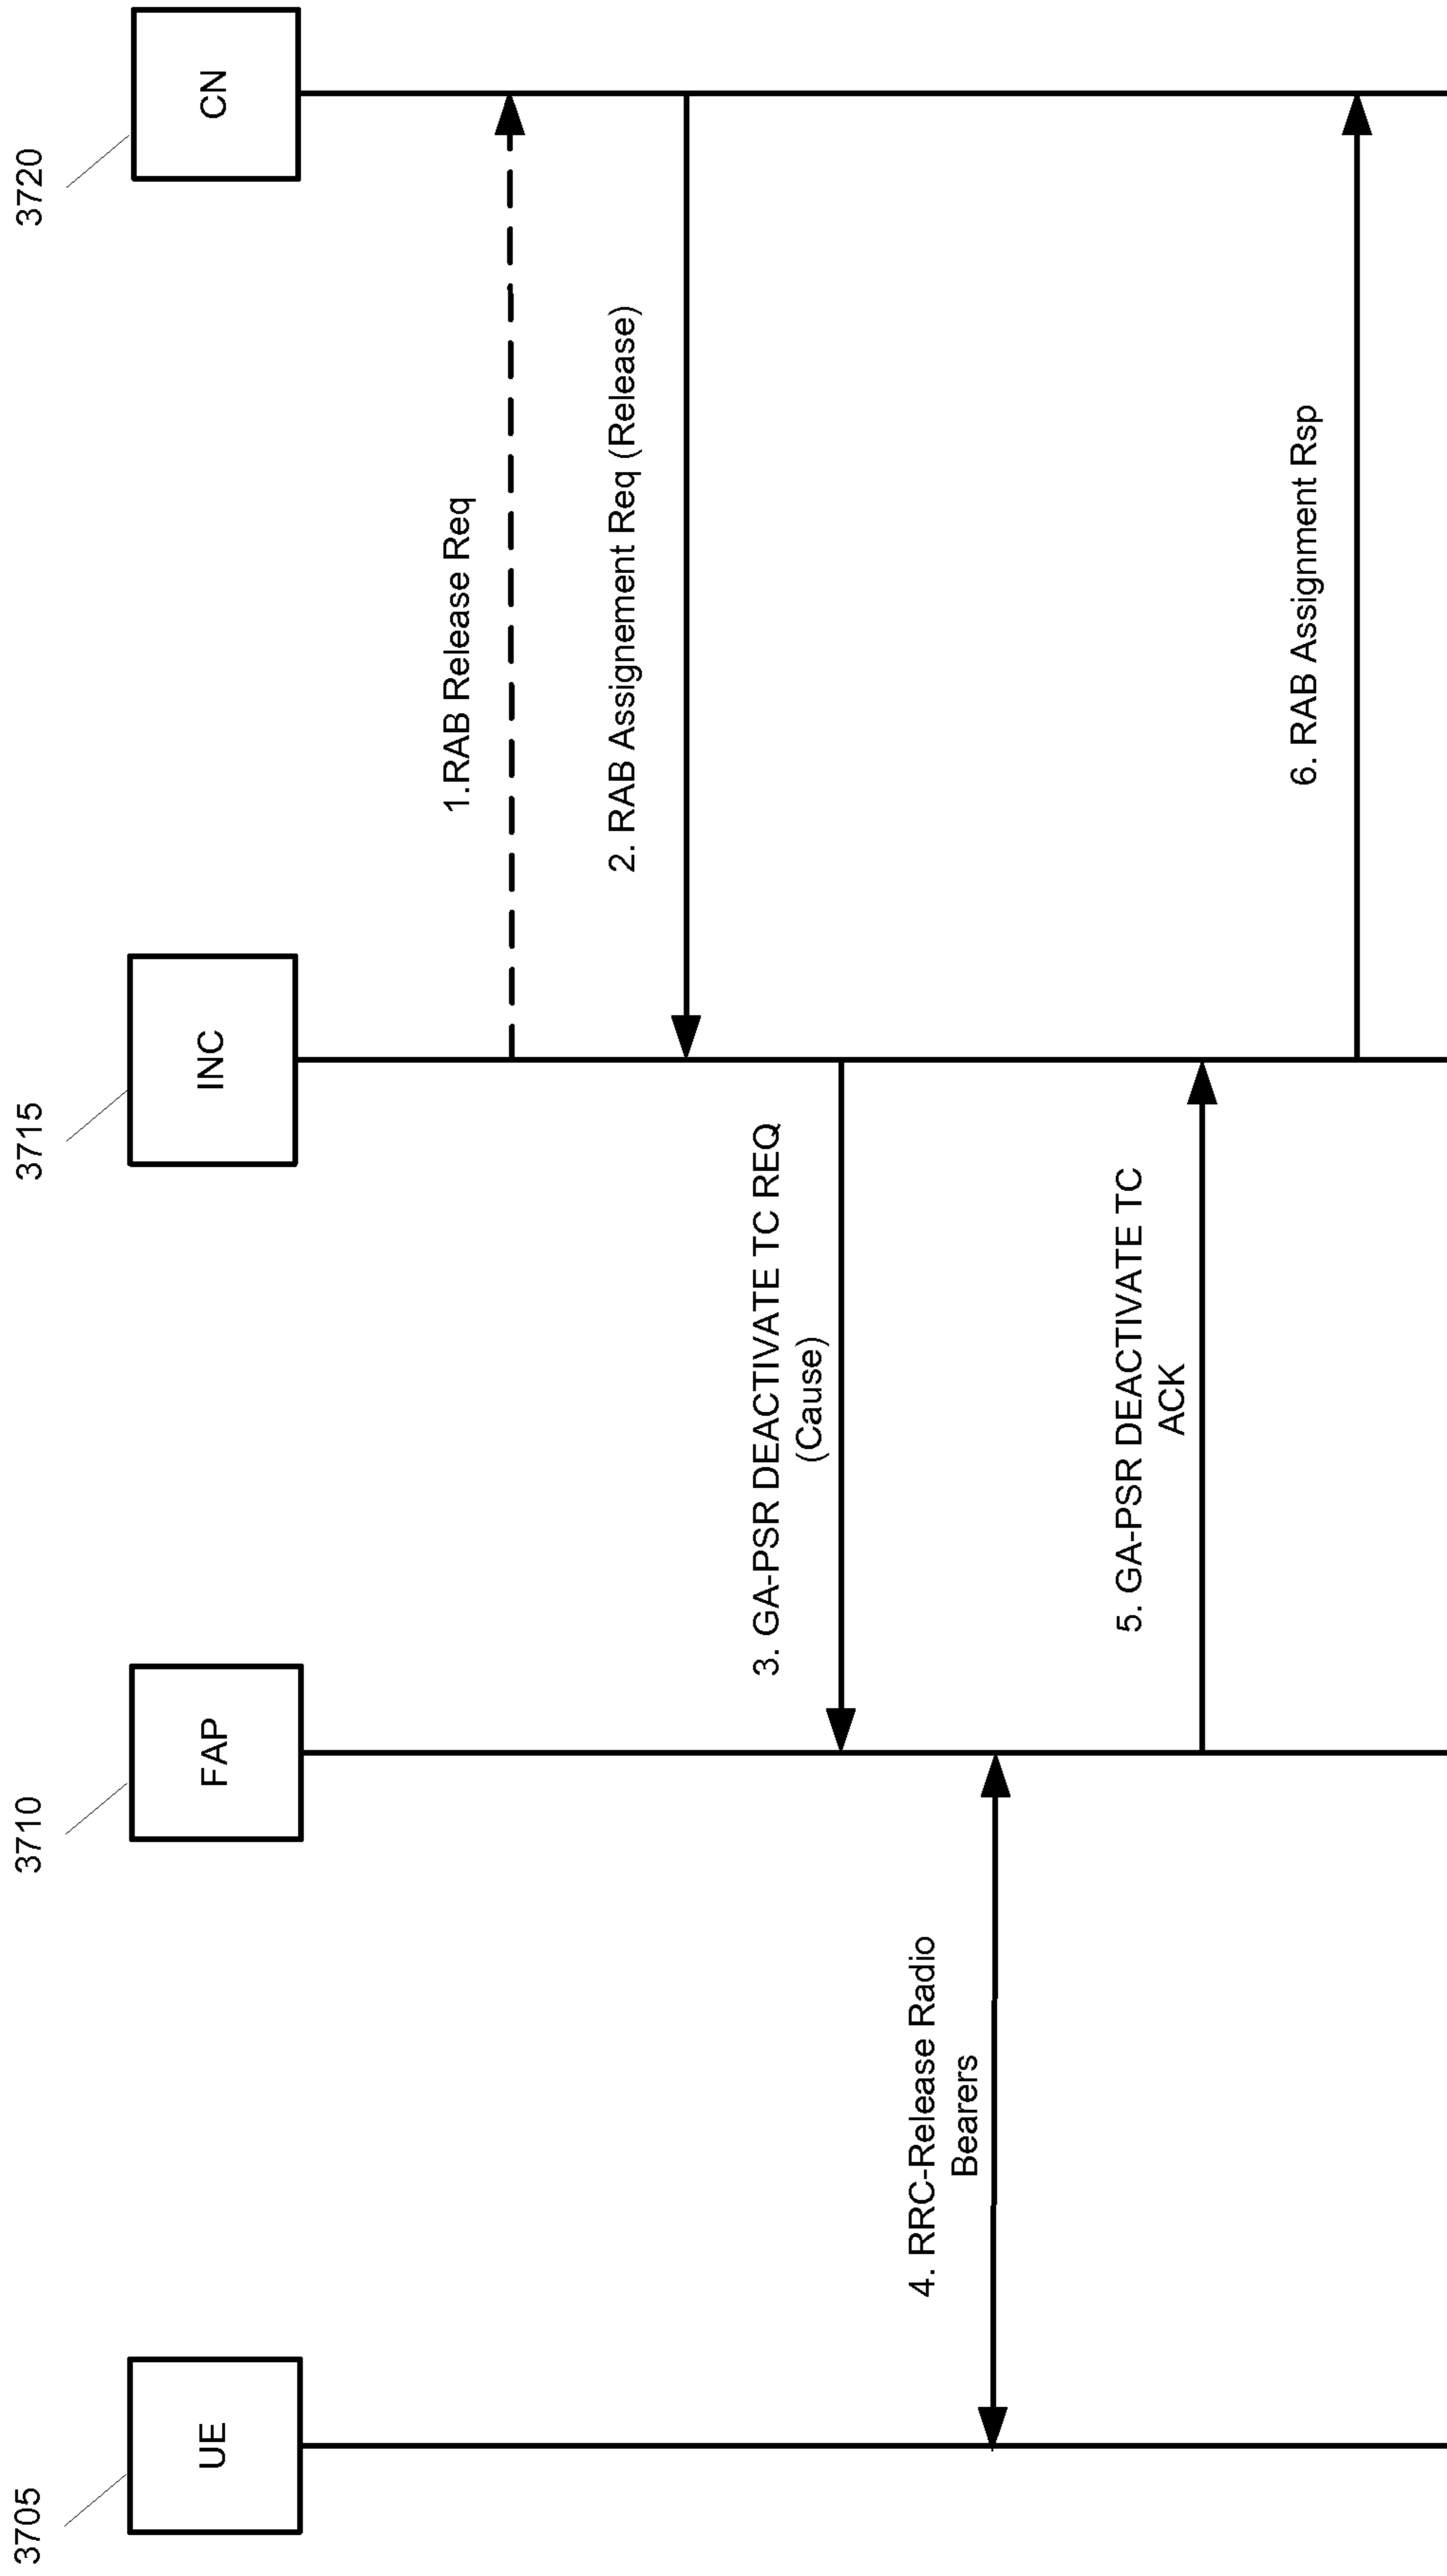 3705
3710
3715
3720
UE
FAP
INC
CN
1.RAB Release Req
2. RAB Assignement Req (Release)
3. GA-PSR DEACTIVATE TC REQ
(Cause)
4. RRC-Release Radio
Bearers
5. GA-PSR DEACTIVATE TC
ACK
6. RAB Assignment Rsp